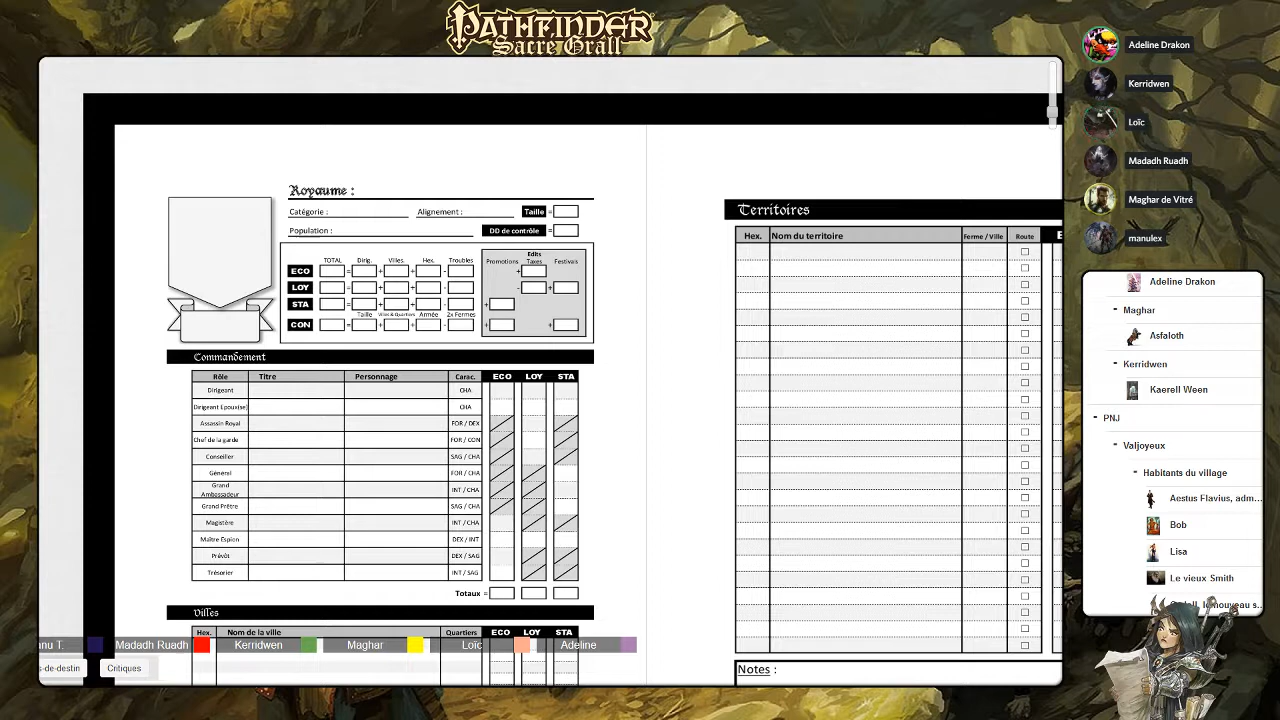 PATHFINDER
Sacre Graal
Adeline Drakon
Kerridwen
Loïc
Madadh Ruadh
Maghar de Vitré
manulex
Royaume :
Catégorie : Alignement : Taille =
Population : DD de contrôle =
TOTAL Dirig. Villes. Hex. Troubles
Edits
Promotions Taxes Festivals
ECO = + + - +
LOY = + + - - +
STA = + + - +
Taille Villes & Quartiers Armée 2x Fermes
CON = + + - + +
Commandement
Rôle Titre Personnage Carac. ECO LOY STA
Dirigeant CHA
Dirigeant Epoux(se) CHA
Assassin Royal FOR / DEX
Chef de la garde FOR / CON
Conseiller SAG / CHA
Général FOR / CHA
Grand
Ambassadeur INT / CHA
Grand Prêtre SAG / CHA
Magistère INT / CHA
Maître Espion DEX / INT
Prévôt DEX / SAG
Trésorier INT / SAG
Totaux =
Villes
Hex. Nom de la ville Quartiers ECO LOY STA
Territoires
Hex. Nom du territoire Ferme / Ville Route
Notes :
nu T. Madadh Ruadh Kerridwen Maghar Loïc Adeline
s-de-destin Critiques
Adeline Drakon
Maghar
Asfaloth
Kerridwen
Kaerell Ween
PNJ
Valjoyeux
Habitants du village
Aestus Flavius, adm...
Bob
Lisa
Le vieux Smith